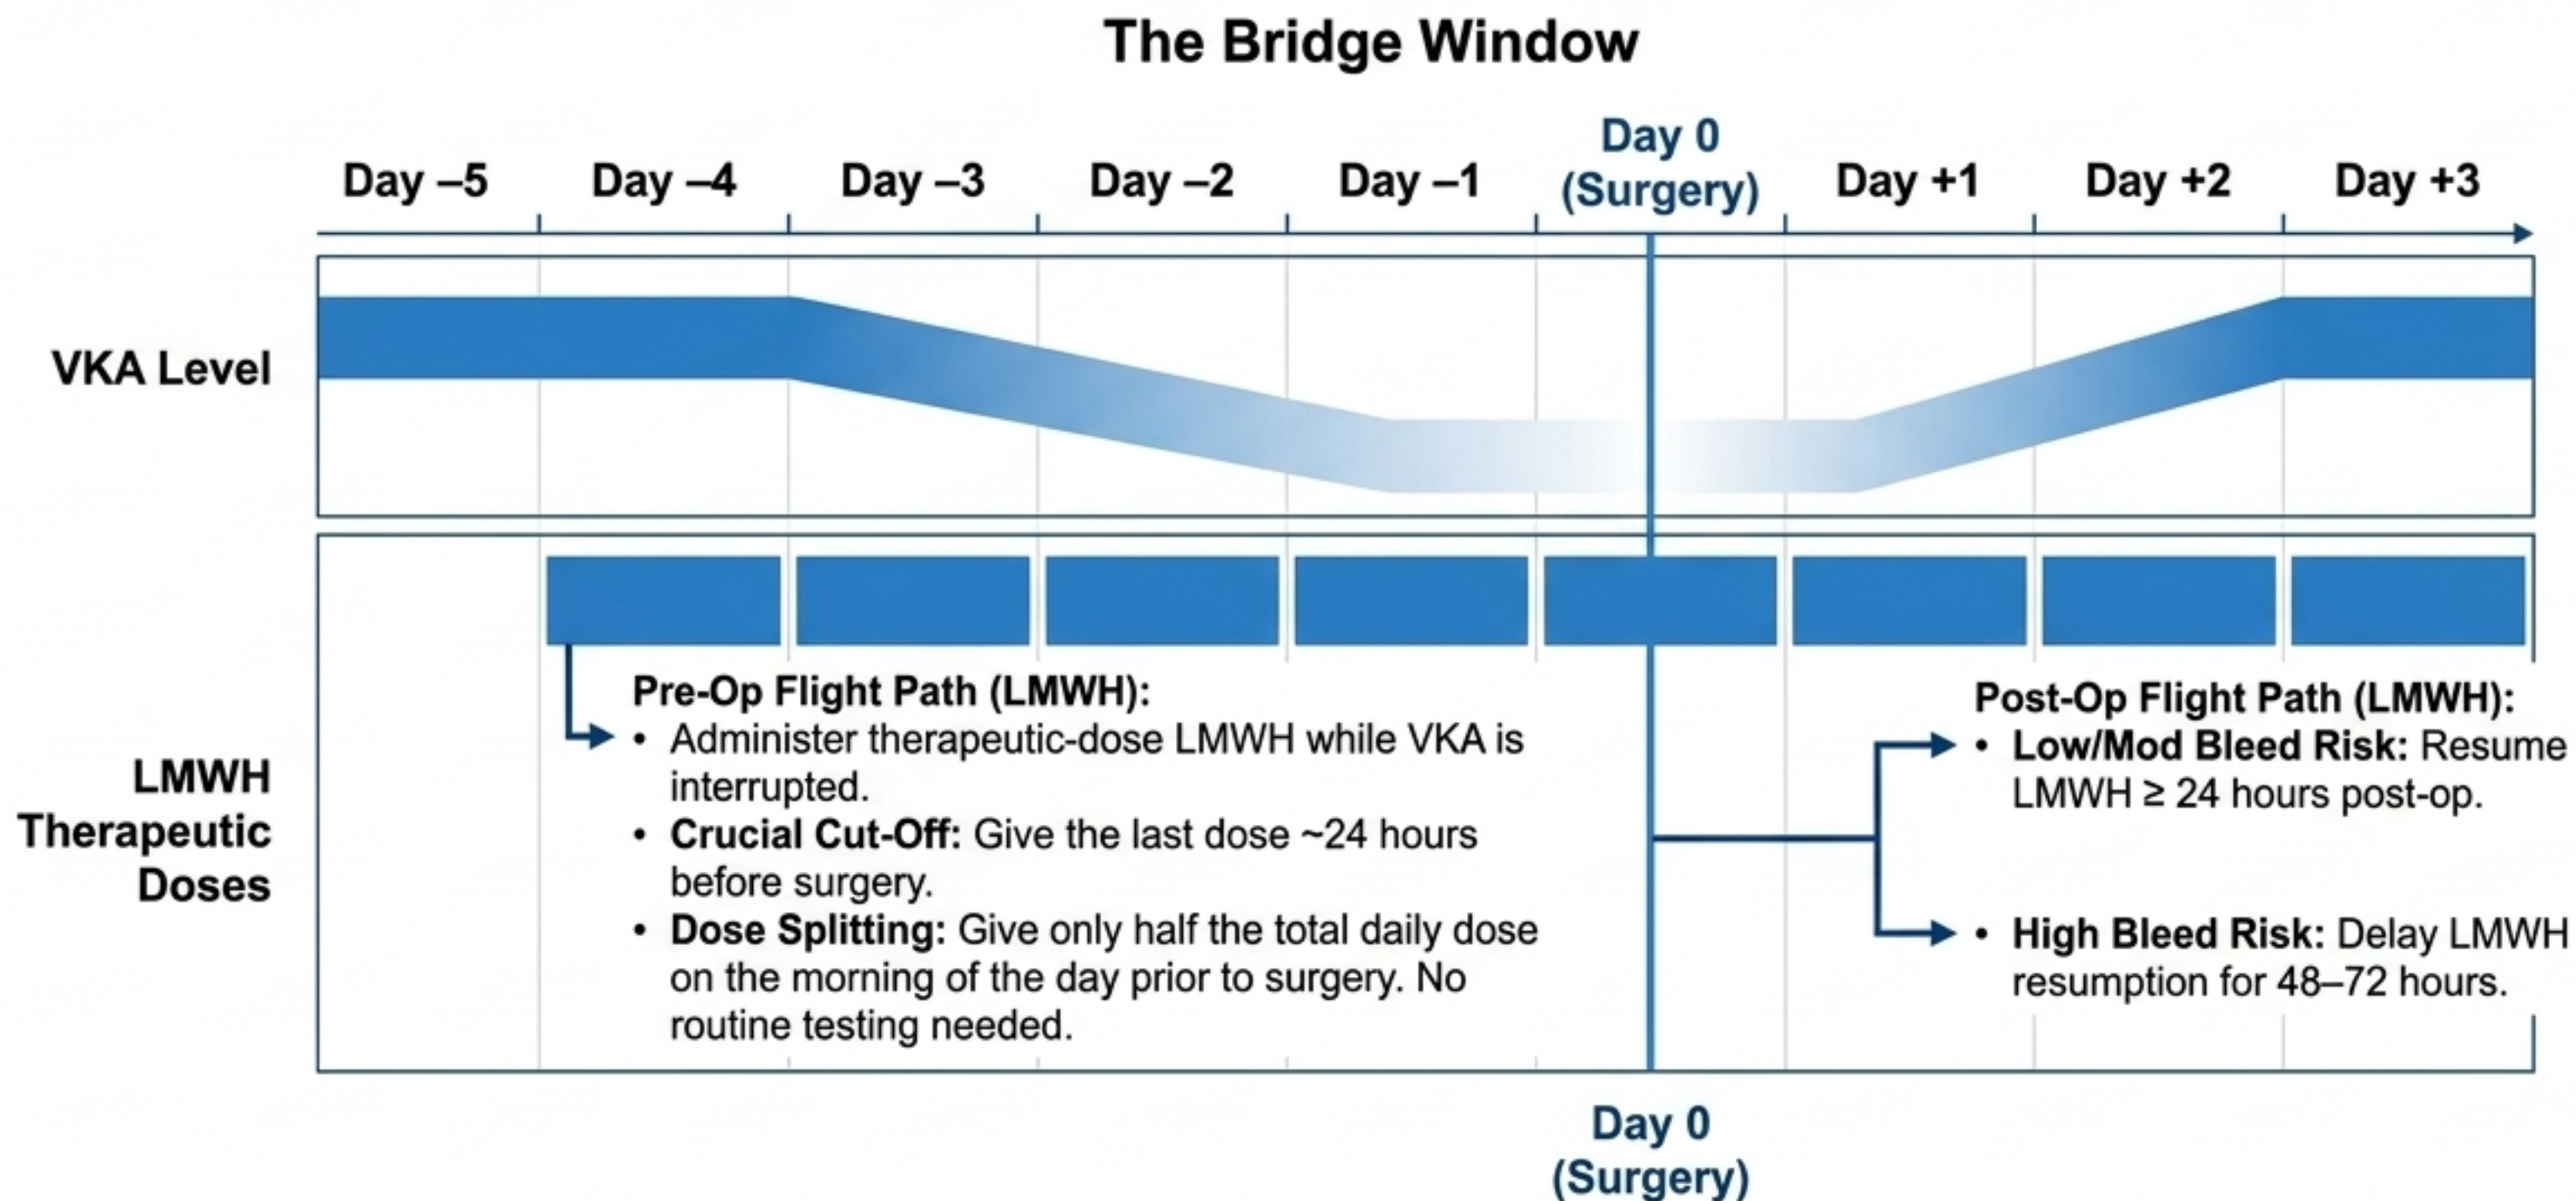 The Bridge Window
Day –5
Day –4
Day –3
Day –2
Day –1
Day 0
(Surgery)
Day +1
Day +2
Day +3
VKA Level
LMWH
Therapeutic
Doses
Pre-Op Flight Path (LMWH):
• Administer therapeutic-dose LMWH while VKA is
interrupted.
• Crucial Cut-Off: Give the last dose ~24 hours
before surgery.
• Dose Splitting: Give only half the total daily dose
on the morning of the day prior to surgery. No
routine testing needed.
Post-Op Flight Path (LMWH):
• Low/Mod Bleed Risk: Resume
LMWH ≥ 24 hours post-op.
• High Bleed Risk: Delay LMWH
resumption for 48–72 hours.
Day 0
(Surgery)